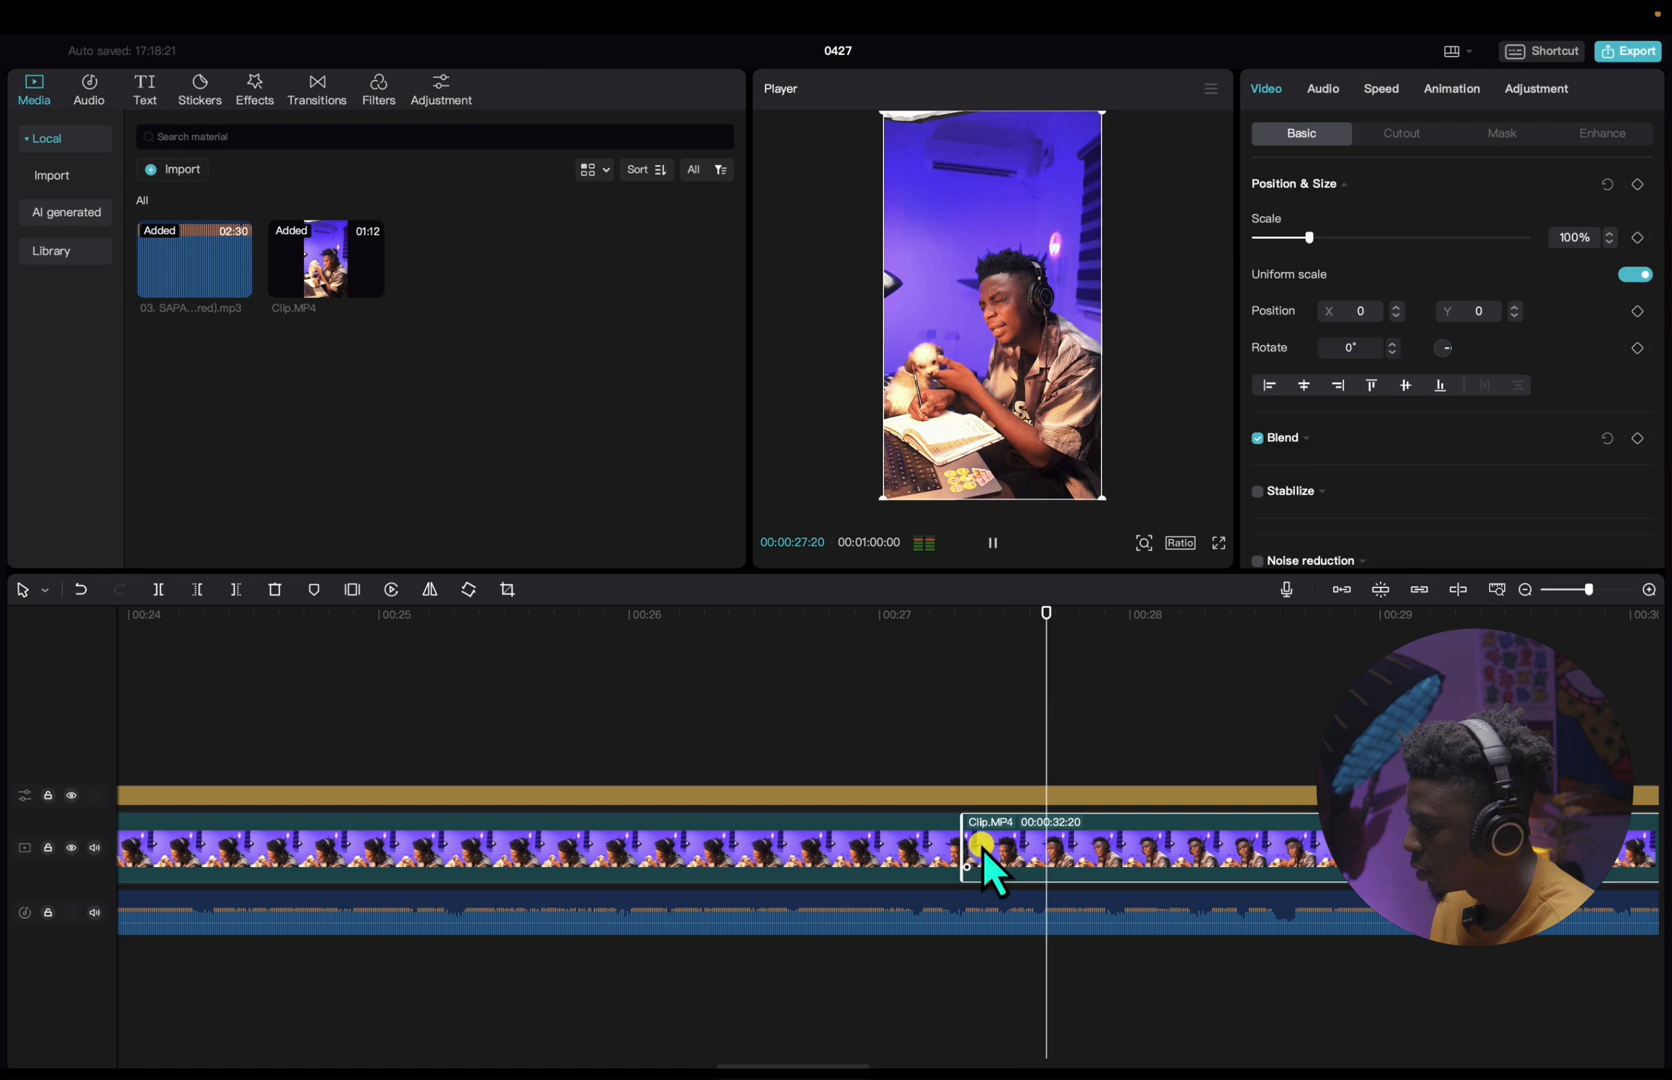 Auto saved: 17:18:21
0427
Shortcut
Export
Media
Audio
Text
Stickers
Effects
Transitions
Filters
Adjustment
Local
Import
AI generated
Library
Search material
Import
Sort
All
All
Added
02:30
03. SAPA...red).mp3
Added
01:12
Clip.MP4
Player
00:00:27:20
00:01:00:00
Ratio
Video
Audio
Speed
Animation
Adjustment
Basic
Cutout
Mask
Enhance
Position & Size
Scale
100%
Uniform scale
Position
X 0
Y 0
Rotate
0°
Blend
Stabilize
Noise reduction
00:24
00:25
00:26
00:27
00:28
00:29
Clip.MP4 00:00:32:20